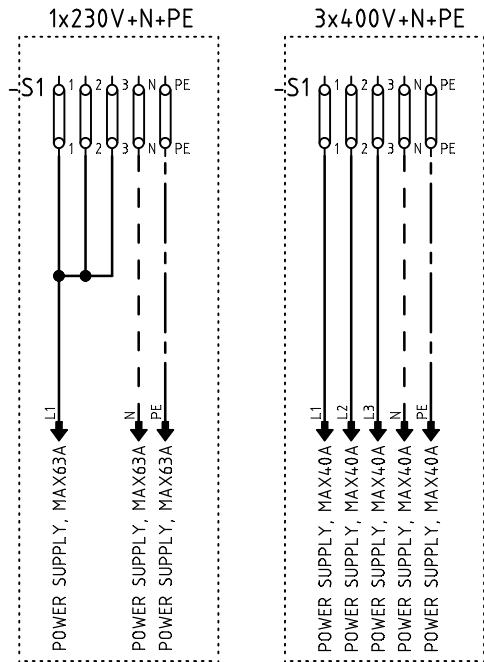 1x230V+N+PE
3x400V+N+PE
-S1 1 2 3 N PE
1 2 3 N PE
-S1 1 2 3 N PE
1 2 3 N PE
L1 N PE
L1 L2 L3 N PE
POWER SUPPLY, MAX63A
POWER SUPPLY, MAX63A
POWER SUPPLY, MAX63A
POWER SUPPLY, MAX40A
POWER SUPPLY, MAX40A
POWER SUPPLY, MAX40A
POWER SUPPLY, MAX40A
POWER SUPPLY, MAX40A